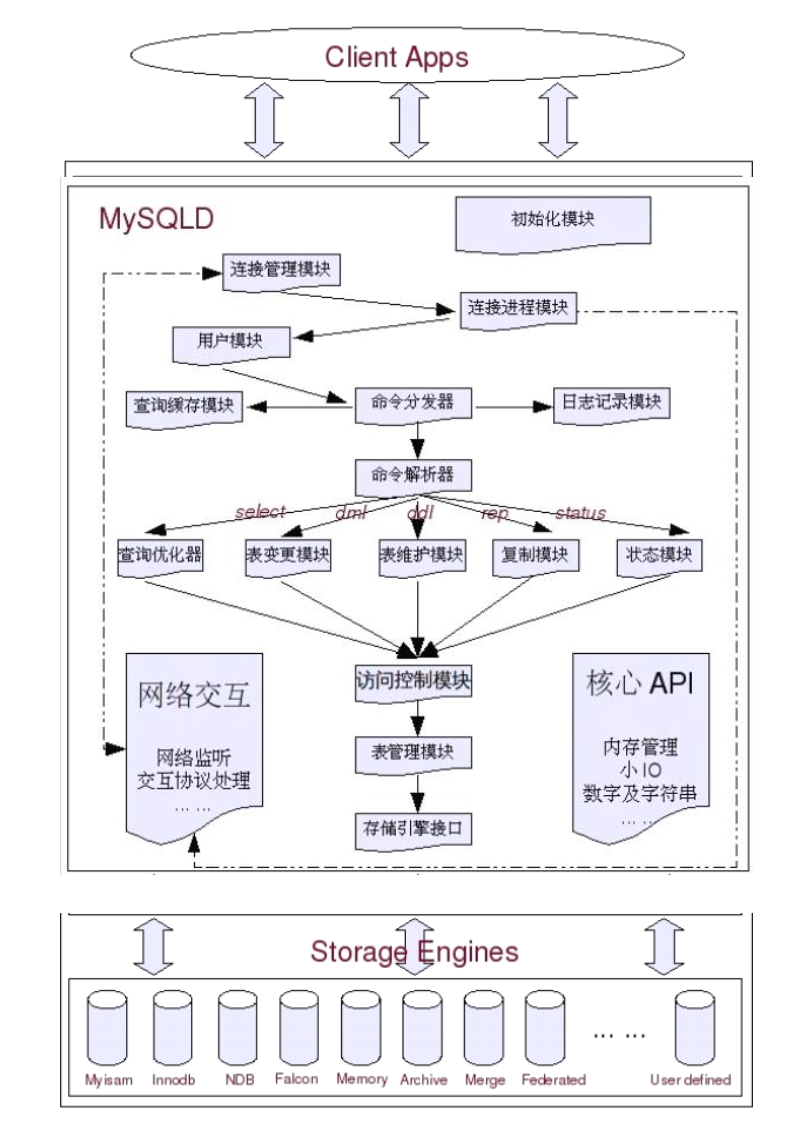 Client Apps
MySQLD
初始化模块
连接管理模块
连接进程模块
用户模块
查询缓存模块
命令分发器
日志记录模块
命令解析器
select
dml
ddl
rep
status
查询优化器
表变更模块
表维护模块
复制模块
状态模块
网络交互
网络监听
交互协议处理
... ...
访问控制模块
表管理模块
存储引擎接口
核心 API
内存管理
小 IO
数字及字符串
... ...
Storage Engines
... ...
Myisam
Innodb
NDB
Falcon
Memory
Archive
Merge
Federated
User defined